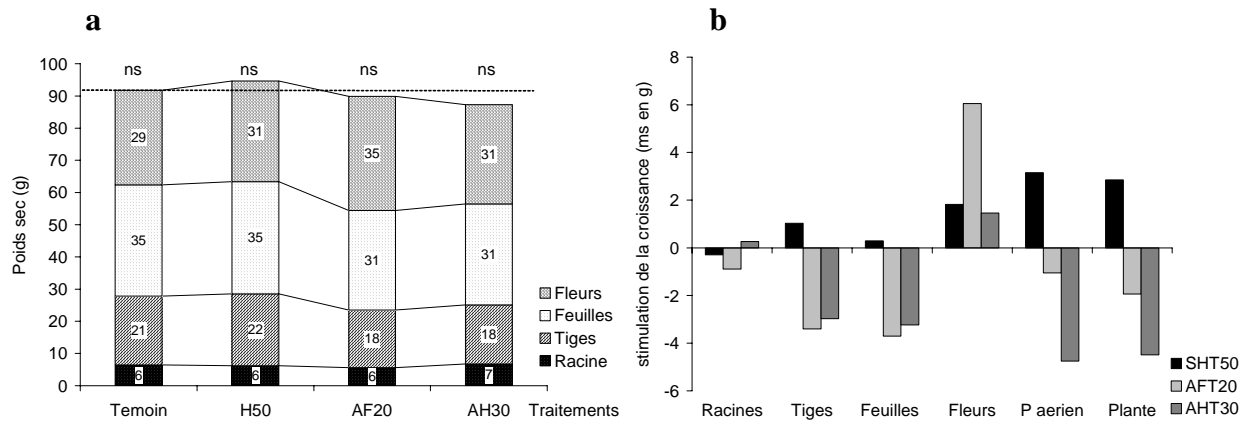 a
Poids sec (g)
100
90
80
70
60
50
40
30
20
10
0
ns ns ns ns
29 31 35 31
35 35 31 31
21 22 18 18
6 6 6 7
Fleurs
Feuilles
Tiges
Racine
Temoin H50 AF20 AH30 Traitements
b
stimulation de la croissance (ms en g)
8
6
4
2
0
-2
-4
-6
SHT50
AFT20
AHT30
Racines Tiges Feuilles Fleurs P aerien Plante